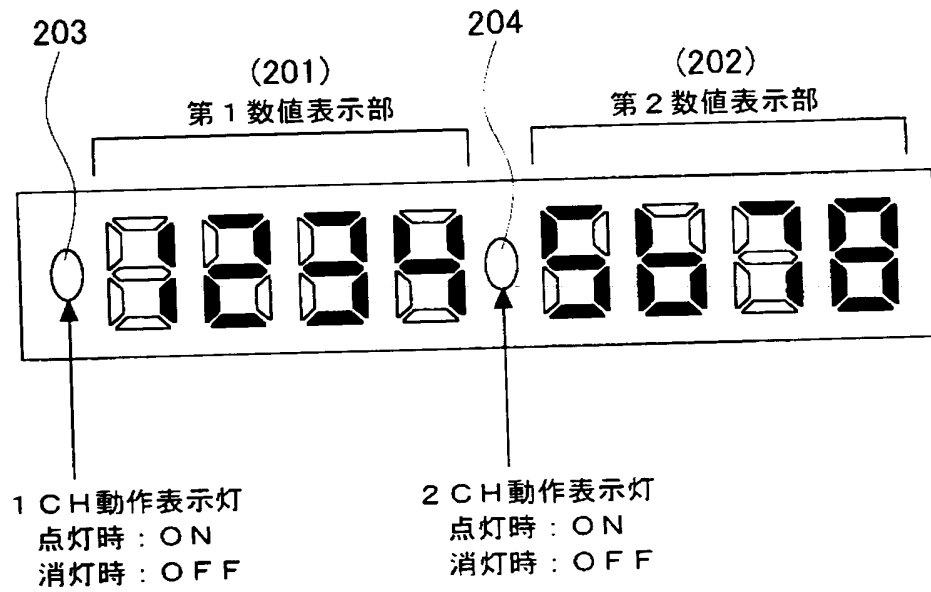 203
204
(201)
(202)
第1数値表示部
第2数値表示部
1234 5678
1CH動作表示灯
点灯時：ON
消灯時：OFF
2CH動作表示灯
点灯時：ON
消灯時：OFF